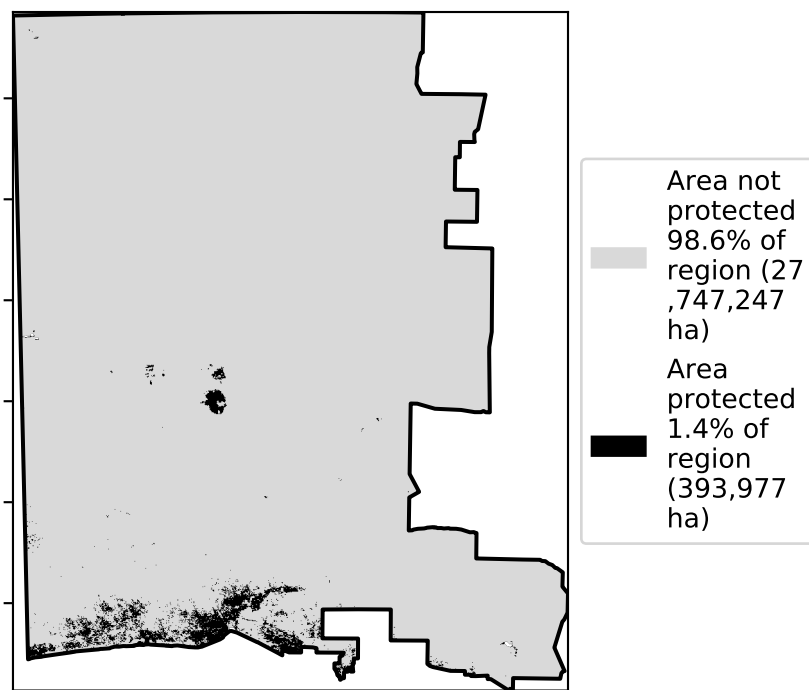 Area not
protected
98.6% of
region (27
,747,247
ha)
Area
protected
1.4% of
region
(393,977
ha)